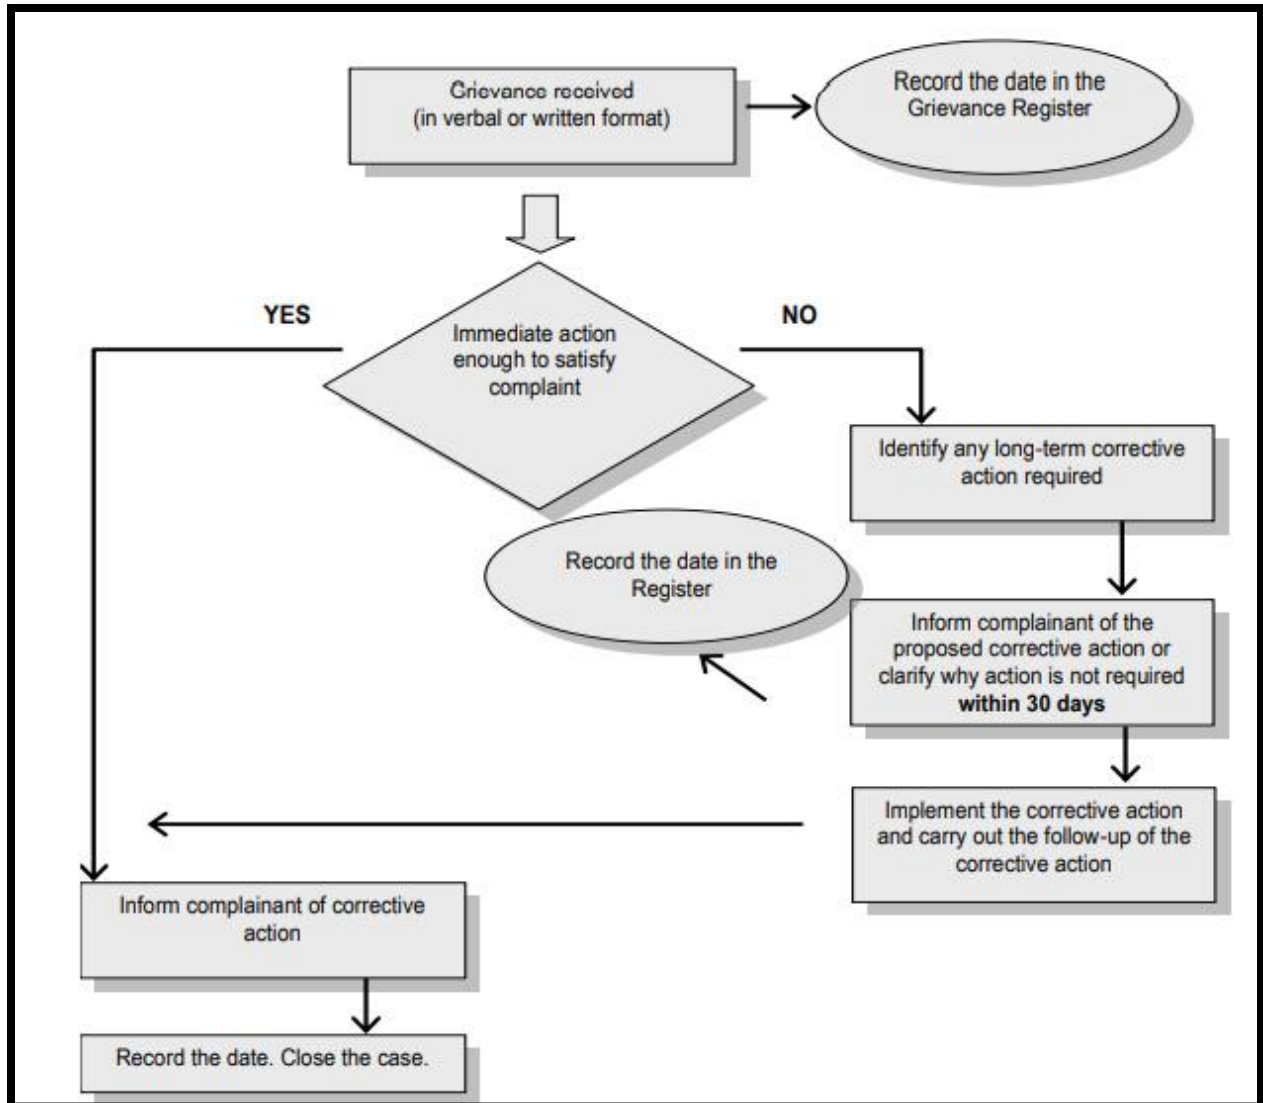 Grievance received
(in verbal or written format)
Record the date in the
Grievance Register
YES
NO
Immediate action
enough to satisfy
complaint
Identify any long-term corrective
action required
Record the date in the
Register
Inform complainant of the
proposed corrective action or
clarify why action is not required
within 30 days
Implement the corrective action
and carry out the follow-up of the
corrective action
Inform complainant of corrective
action
Record the date. Close the case.